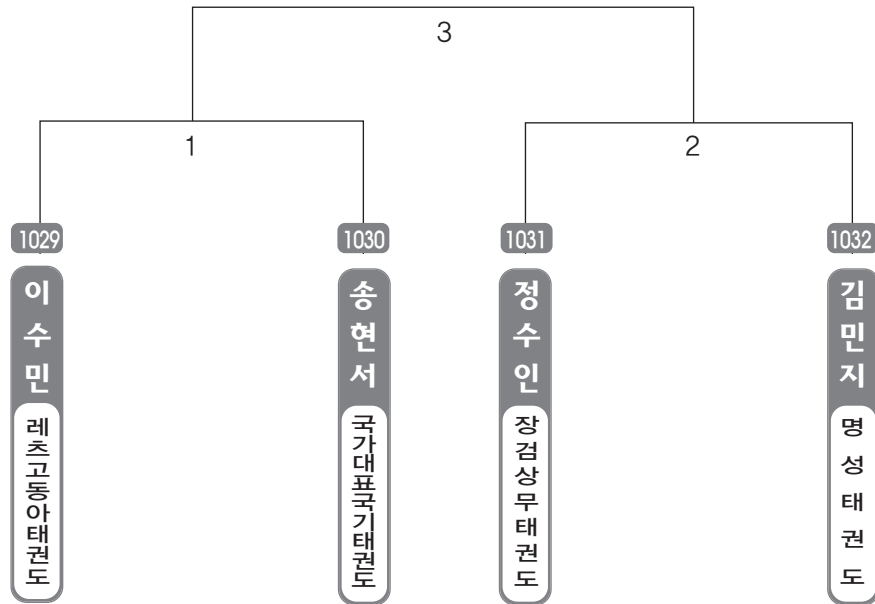 3
1
2
1029
1030
1031
1032
이수민
송현서
정수인
김민지
레츠고동아태권도
국가대표국기태권도
장검상무태권도
명성태권도